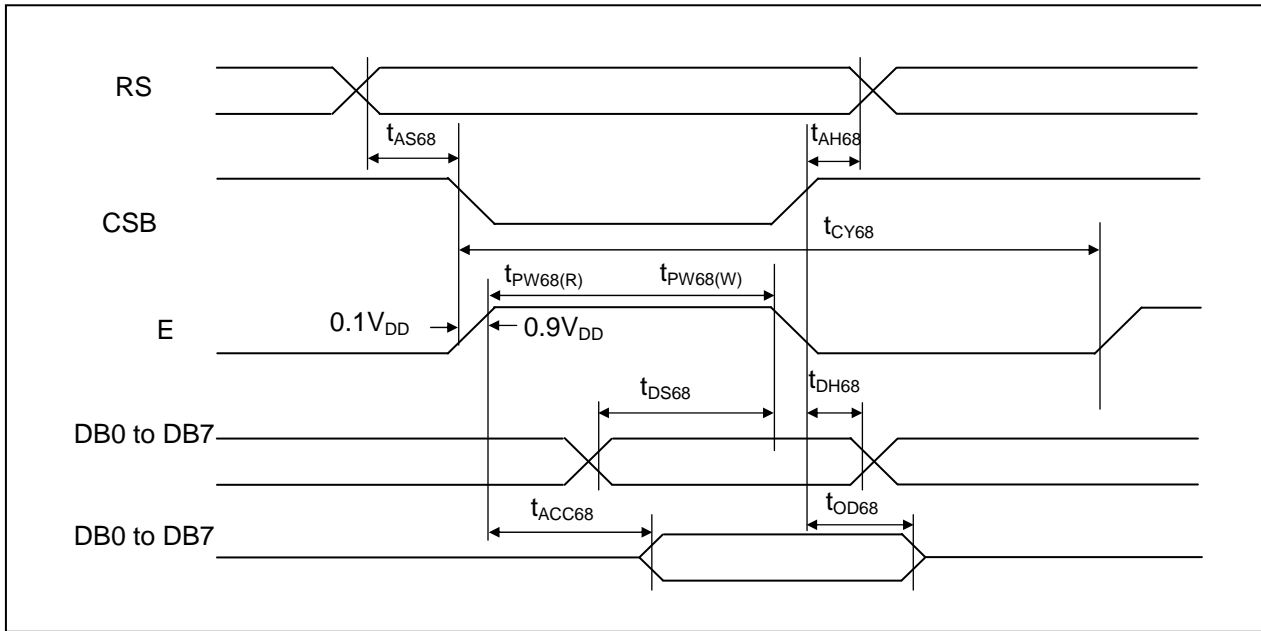 RS
tAS68
tAH68
CSB
tCY68
tPW68(R)
tPW68(W)
E
0.1VDD
0.9VDD
tDS68
tDH68
DB0 to DB7
tACC68
tOD68
DB0 to DB7